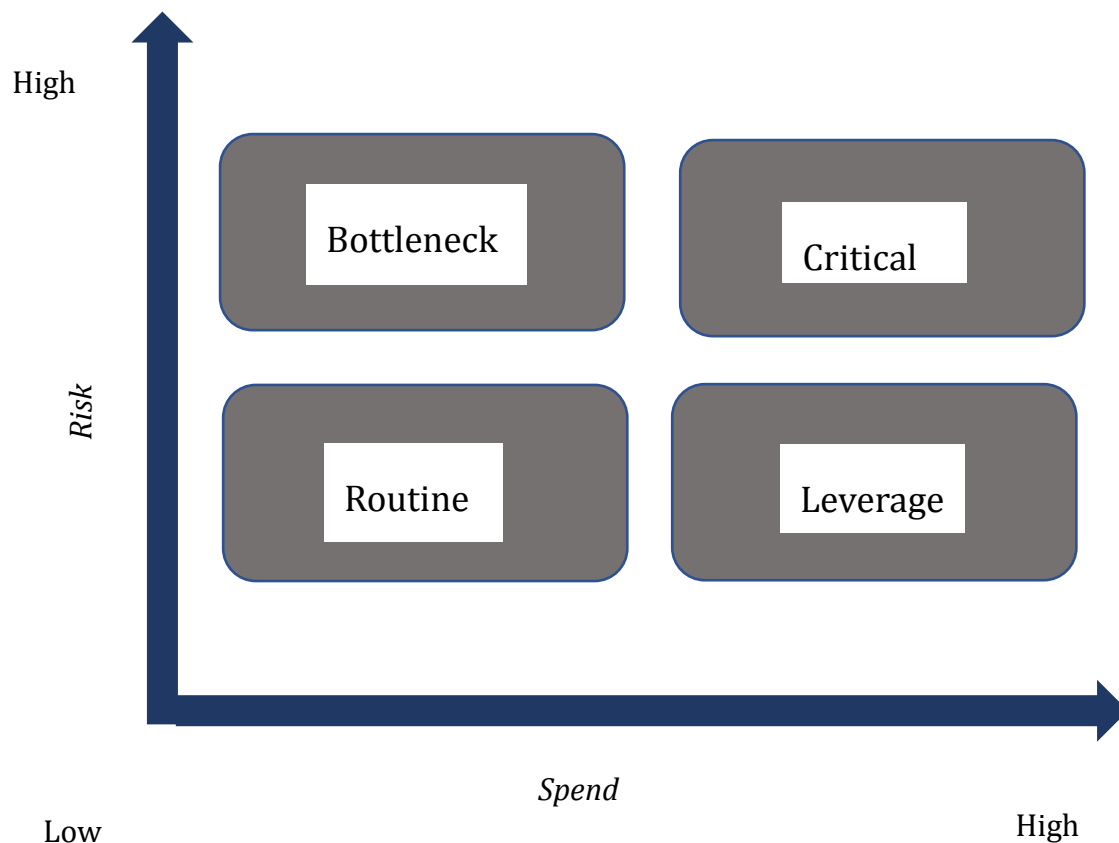 High
Bottleneck
Critical
Risk
Routine
Leverage
Spend
Low
High